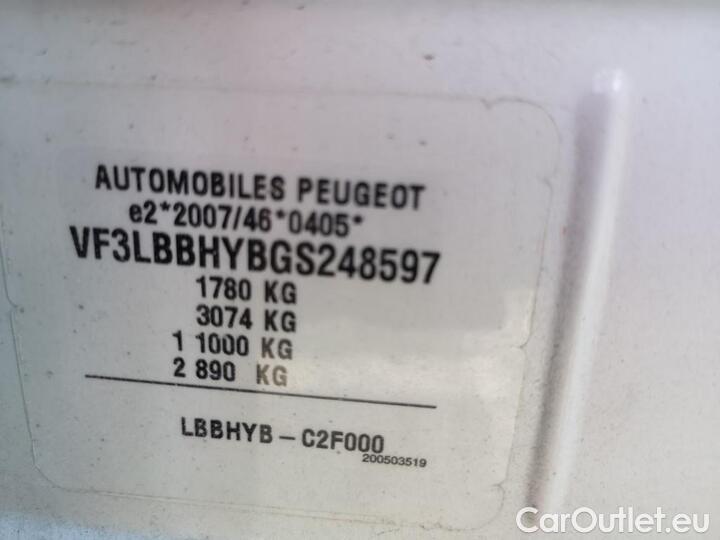 AUTOMOBILES PEUGEOT
e2*2007/46*0405*
VF3LBBHYBGS248597
1780 KG
3074 KG
1 1000 KG
2 890 KG
LBBHYB - C2F000
200503519
CarOutlet.eu